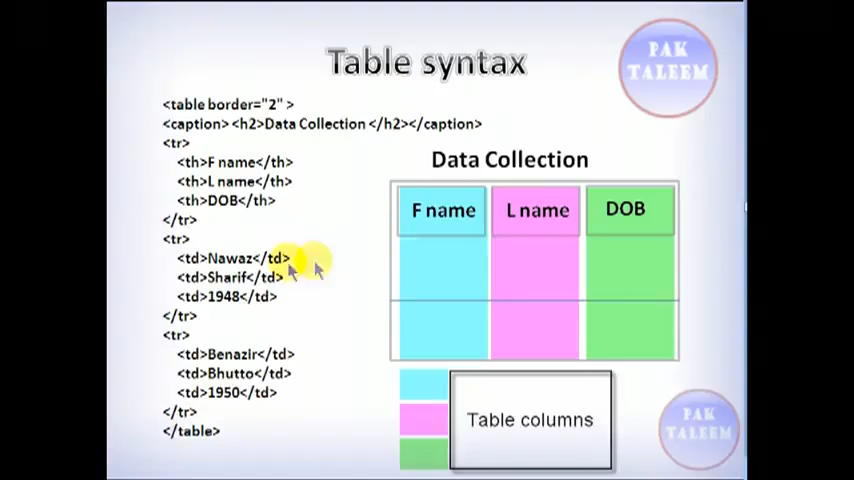 Table syntax
PAK
TALEEM
<table border="2" >
<caption> <h2>Data Collection </h2></caption>
<tr>
<th>F name</th>
<th>L name</th>
<th>DOB</th>
</tr>
<tr>
<td>Nawaz</td>
<td>Sharif</td>
<td>1948</td>
</tr>
<tr>
<td>Benazir</td>
<td>Bhutto</td>
<td>1950</td>
</tr>
</table>
Data Collection
F name
L name
DOB
Table columns
PAK
TALEEM